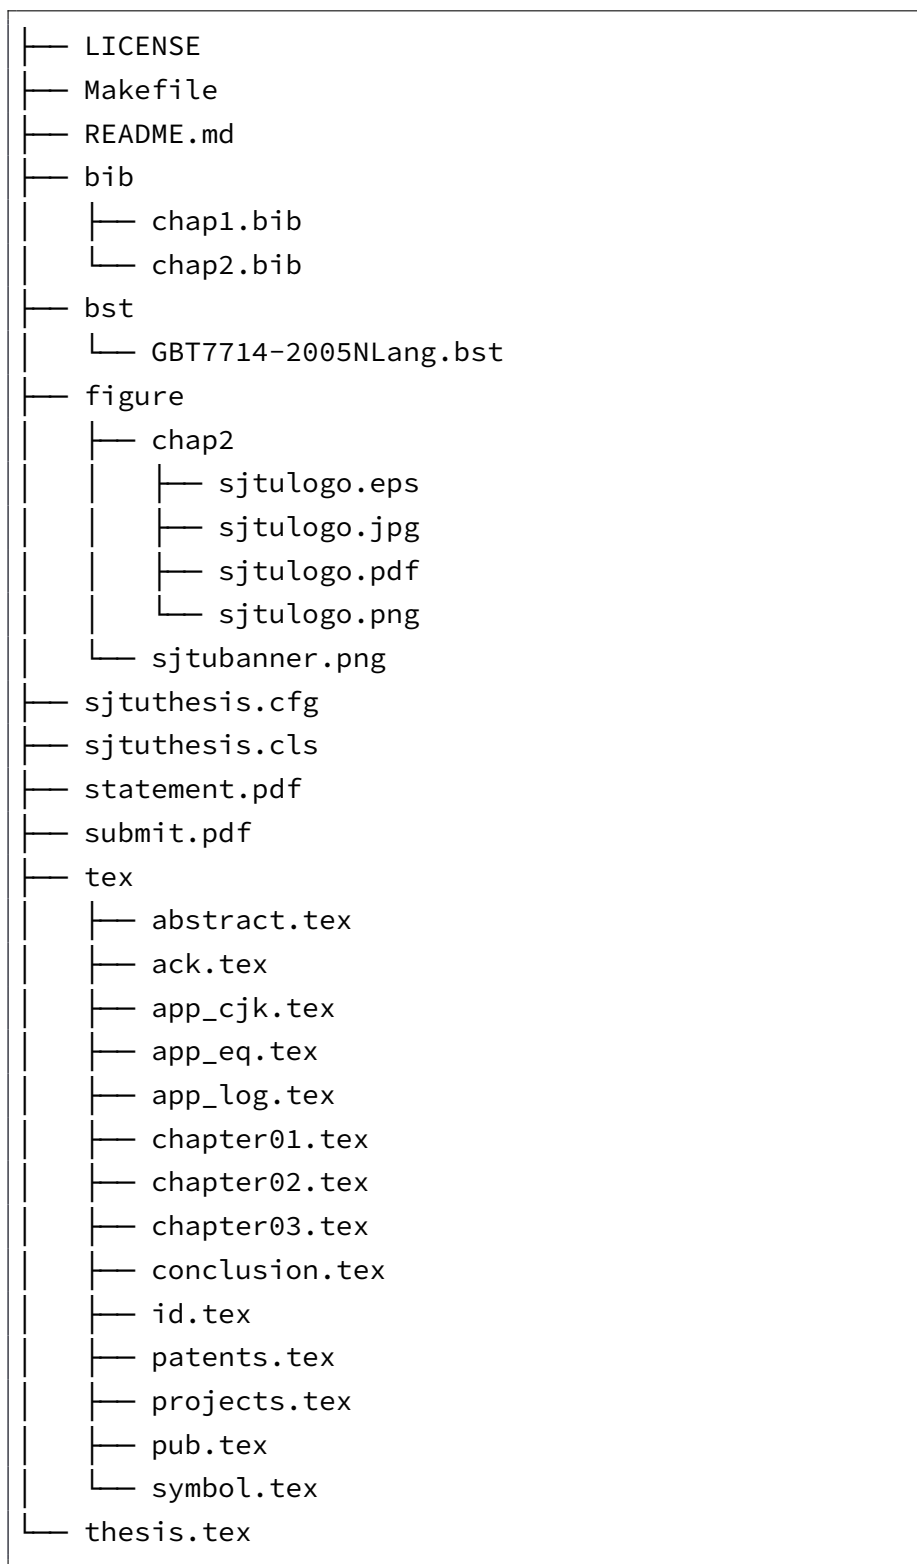 ├── LICENSE
├── Makefile
├── README.md
├── bib
│   ├── chap1.bib
│   └── chap2.bib
├── bst
│   └── GBT7714-2005NLang.bst
├── figure
│   ├── chap2
│   │   ├── sjtulogo.eps
│   │   ├── sjtulogo.jpg
│   │   ├── sjtulogo.pdf
│   │   └── sjtulogo.png
│   └── sjtubanner.png
├── sjtuthesis.cfg
├── sjtuthesis.cls
├── statement.pdf
├── submit.pdf
├── tex
│   ├── abstract.tex
│   ├── ack.tex
│   ├── app_cjk.tex
│   ├── app_eq.tex
│   ├── app_log.tex
│   ├── chapter01.tex
│   ├── chapter02.tex
│   ├── chapter03.tex
│   ├── conclusion.tex
│   ├── id.tex
│   ├── patents.tex
│   ├── projects.tex
│   ├── pub.tex
│   └── symbol.tex
└── thesis.tex